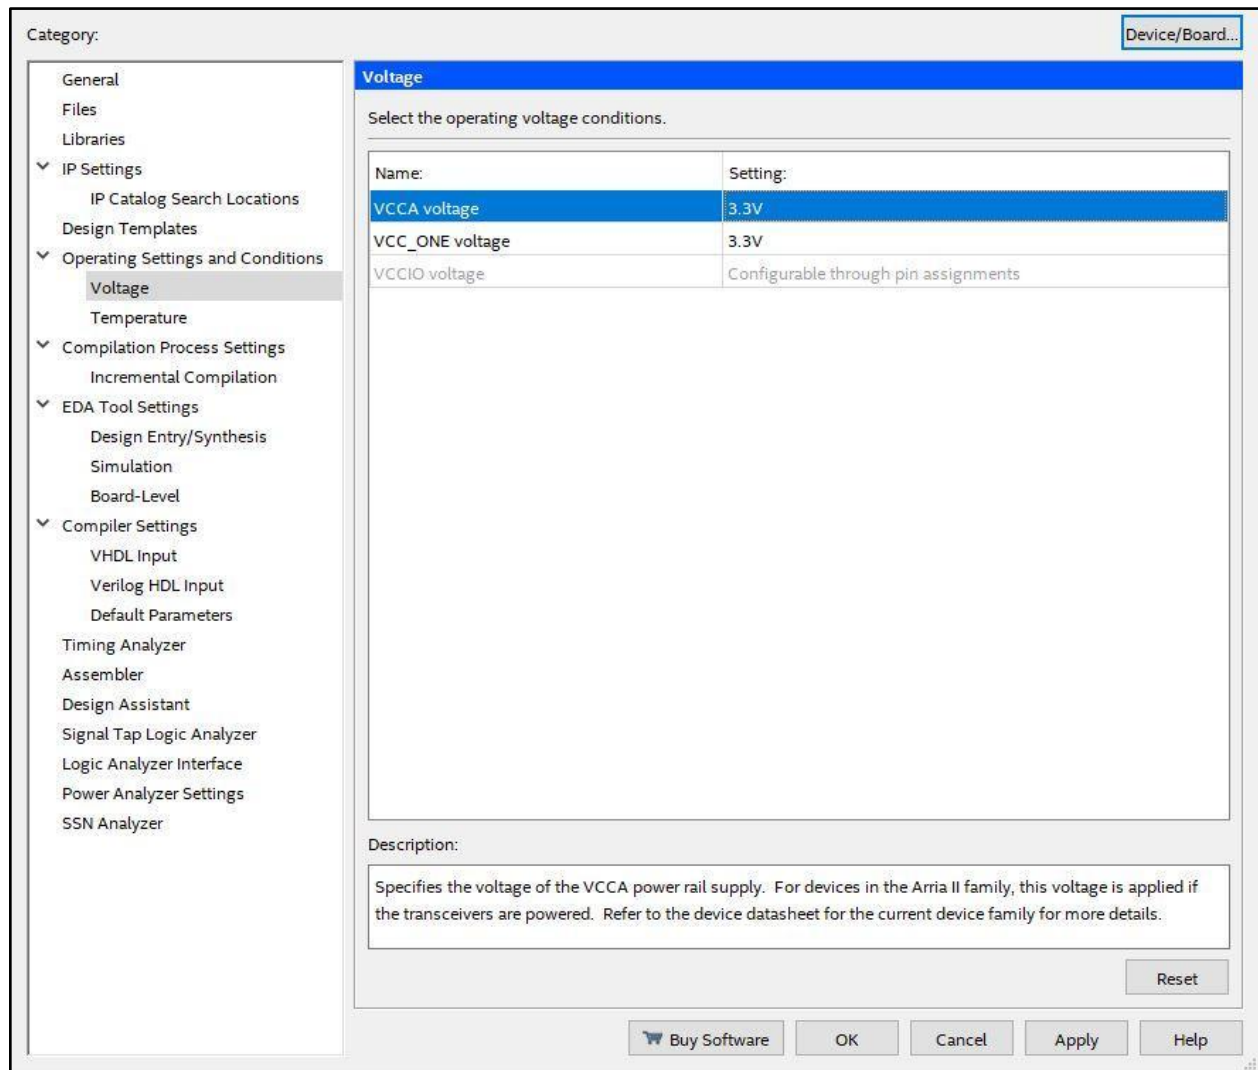 Category:
Device/Board...
General
Files
Libraries
IP Settings
IP Catalog Search Locations
Design Templates
Operating Settings and Conditions
Voltage
Temperature
Compilation Process Settings
Incremental Compilation
EDA Tool Settings
Design Entry/Synthesis
Simulation
Board-Level
Compiler Settings
VHDL Input
Verilog HDL Input
Default Parameters
Timing Analyzer
Assembler
Design Assistant
Signal Tap Logic Analyzer
Logic Analyzer Interface
Power Analyzer Settings
SSN Analyzer
Voltage
Select the operating voltage conditions.
Name: Setting:
VCCA voltage 3.3V
VCC_ONE voltage 3.3V
VCCIO voltage Configurable through pin assignments
Description:
Specifies the voltage of the VCCA power rail supply. For devices in the Arria II family, this voltage is applied if
the transceivers are powered. Refer to the device datasheet for the current device family for more details.
Reset
Buy Software OK Cancel Apply Help